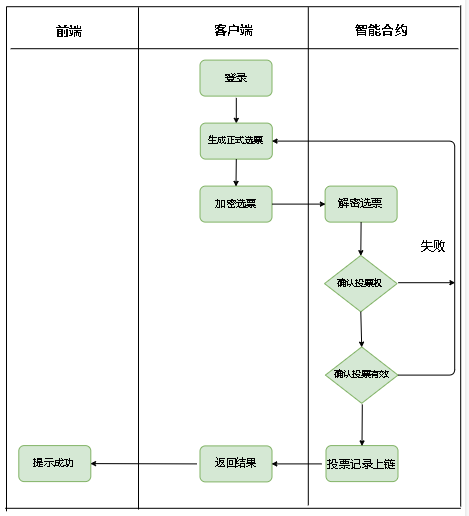 前端
客户端
智能合约
登录
生成正式选票
加密选票
解密选票
失败
确认投票权
确认投票有效
提示成功
返回结果
投票记录上链